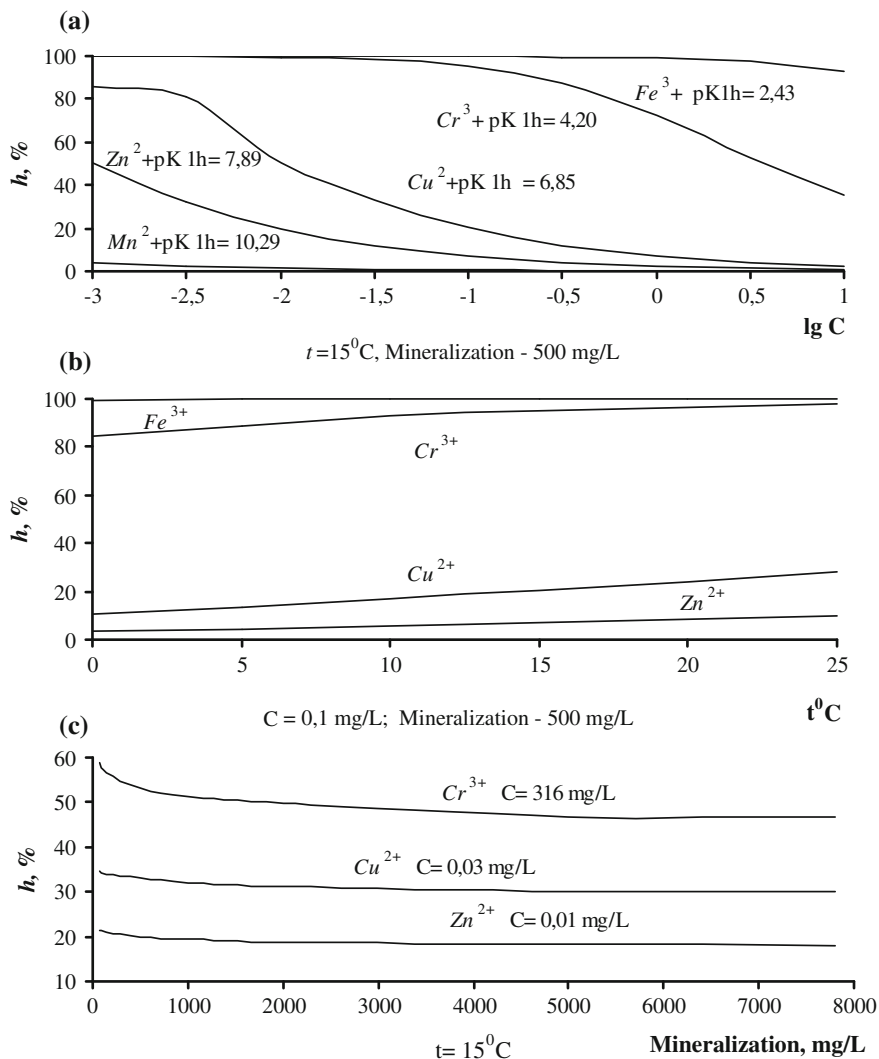 (a)
100
80
60
40
20
0
h, %
Fe3+ pK1h= 2,43
Cr3+ pK 1h= 4,20
Zn2+pK 1h= 7,89
Cu2+pK 1h = 6,85
Mn2+pK 1h= 10,29
-3 -2,5 -2 -1,5 -1 -0,5 0 0,5 1
lg C
t =15⁰C, Mineralization - 500 mg/L
(b)
100
80
60
40
20
0
h, %
Fe3+
Cr3+
Cu2+
Zn2+
0 5 10 15 20 25
C = 0,1 mg/L; Mineralization - 500 mg/L
t⁰C
(c)
60
50
40
30
20
10
h, %
Cr3+ C= 316 mg/L
Cu2+ C= 0,03 mg/L
Zn2+ C= 0,01 mg/L
0 1000 2000 3000 4000 5000 6000 7000 8000
t= 15⁰C
Mineralization, mg/L